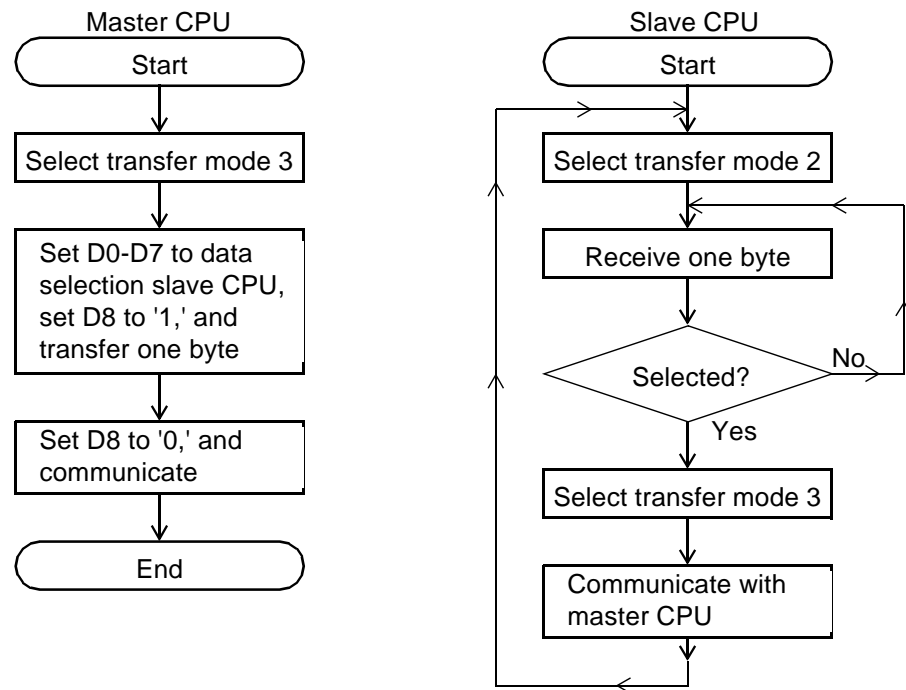 Master CPU
Start
Select transfer mode 3
Set D0-D7 to data
selection slave CPU,
set D8 to '1,' and
transfer one byte
Set D8 to '0,' and
communicate
End
Slave CPU
Start
Select transfer mode 2
Receive one byte
Selected?
No
Yes
Select transfer mode 3
Communicate with
master CPU